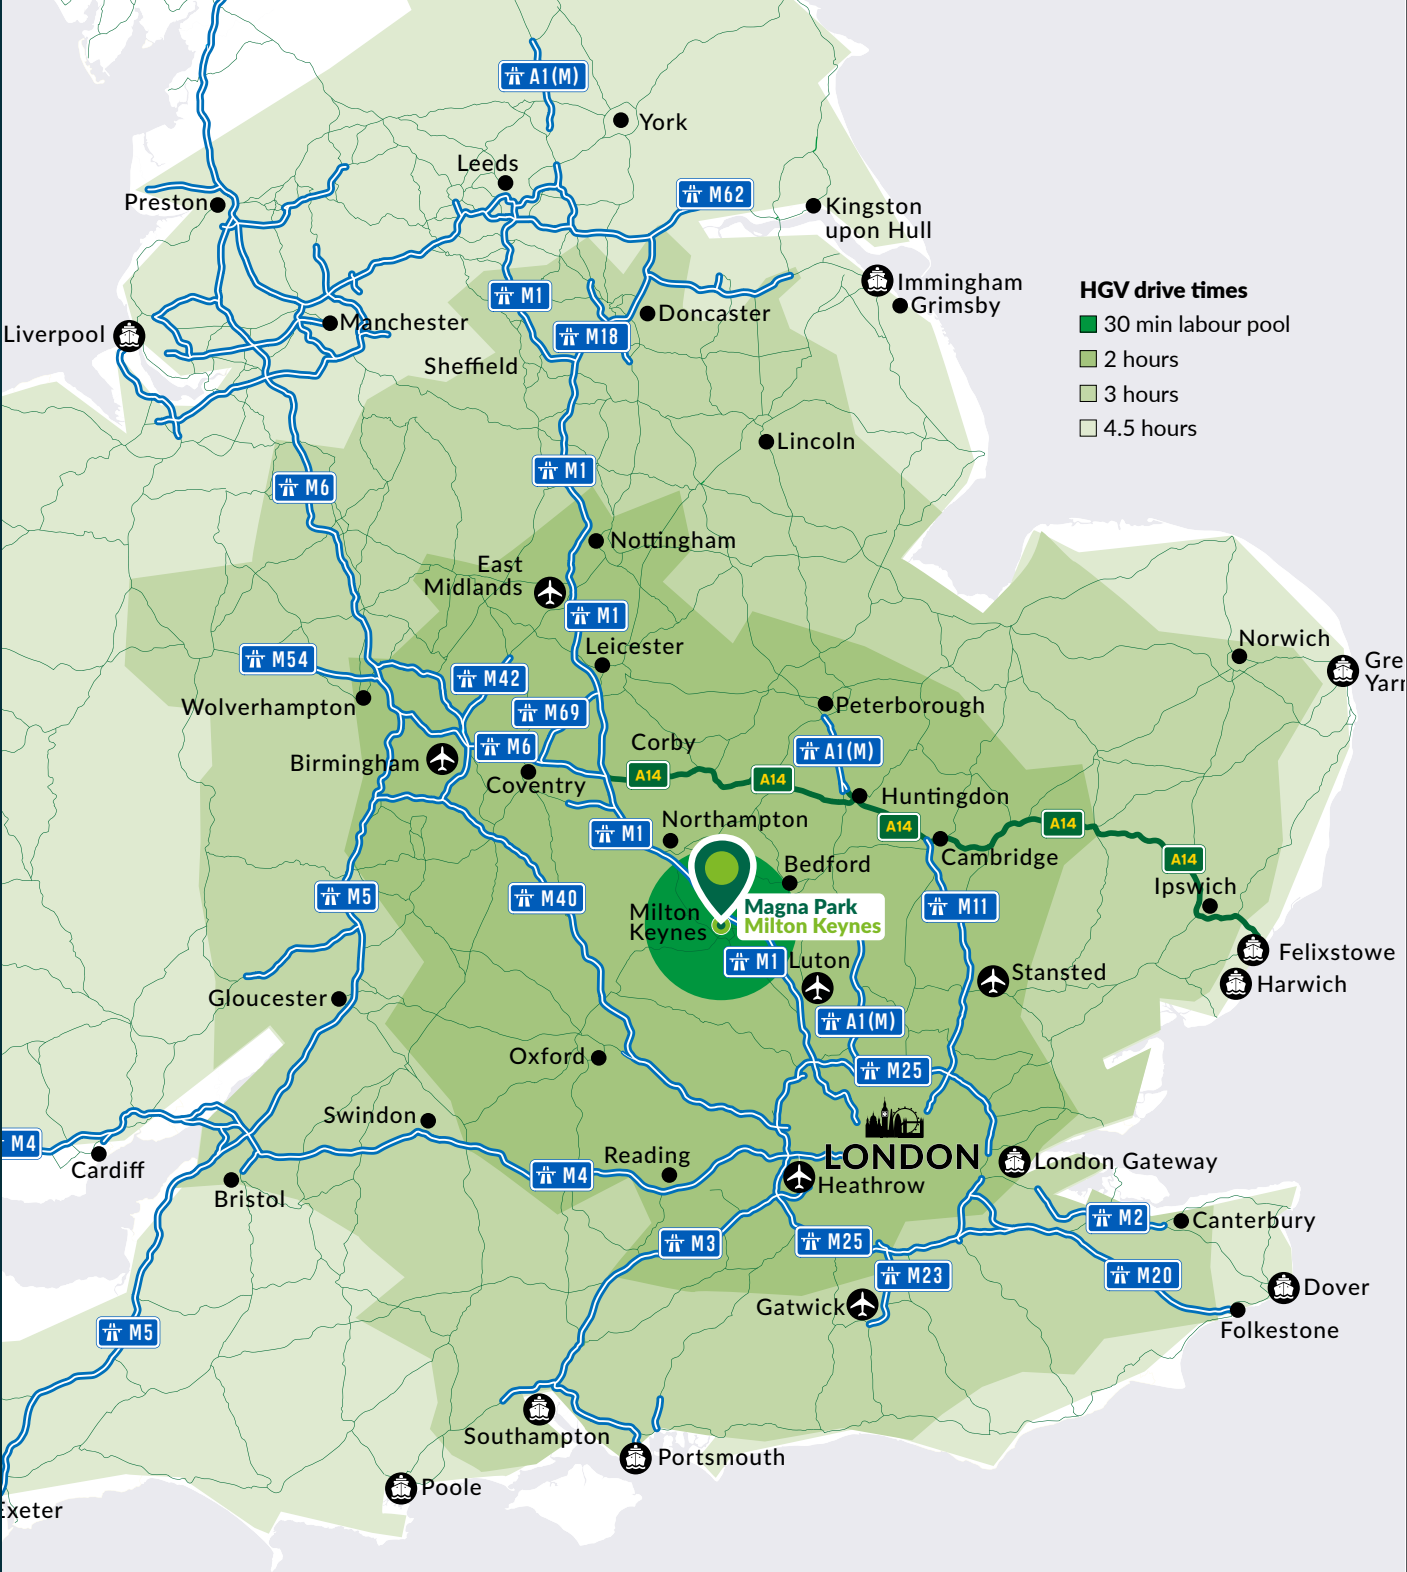 A1(M)
York
Leeds
Preston
M62
Kingston
upon Hull
Immingham
Grimsby
HGV drive times
30 min labour pool
2 hours
3 hours
4.5 hours
M1
Doncaster
Manchester
Liverpool
M18
Sheffield
Lincoln
M1
M6
Nottingham
East
Midlands
M1
Leicester
Norwich
Gre
Yar
M54
M42
Wolverhampton
M69
Peterborough
M6
Corby
A1(M)
Birmingham
A14
A14
Coventry
Huntingdon
Northampton
A14
A14
M1
Cambridge
A14
Bedford
Ipswich
M5
M40
Magna Park
Milton Keynes
M11
Milton
Keynes
M1
Luton
Stansted
Felixstowe
Harwich
Gloucester
A1(M)
Oxford
M25
Swindon
M4
Cardiff
Reading
LONDON
London Gateway
M4
Heathrow
Bristol
M2
Canterbury
M3
M25
M23
M20
Dover
Gatwick
Folkestone
M5
Southampton
Portsmouth
Poole
Exeter